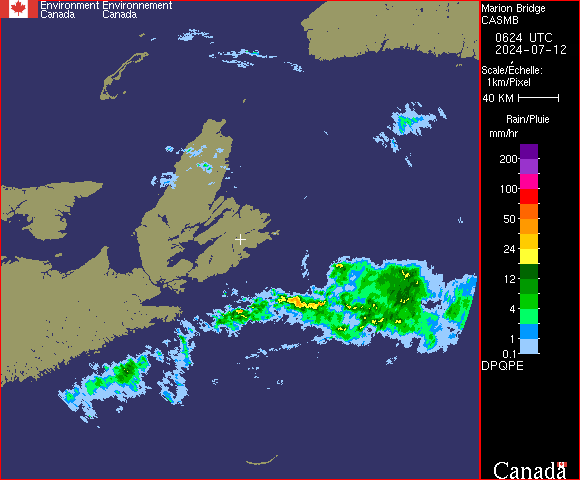 Environment Environnement
Canada Canada
Marion Bridge
CASMB
0624 UTC
2024-07-12
Scale/Échelle:
1km/Pixel
40 KM
Rain/Pluie
mm/hr
200
100
50
24
12
4
1
0.1
DPQPE
Canada